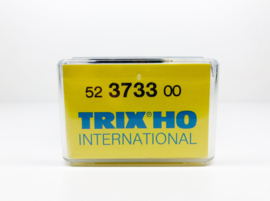 52 3733 00
TRIX HO
INTERNATIONAL